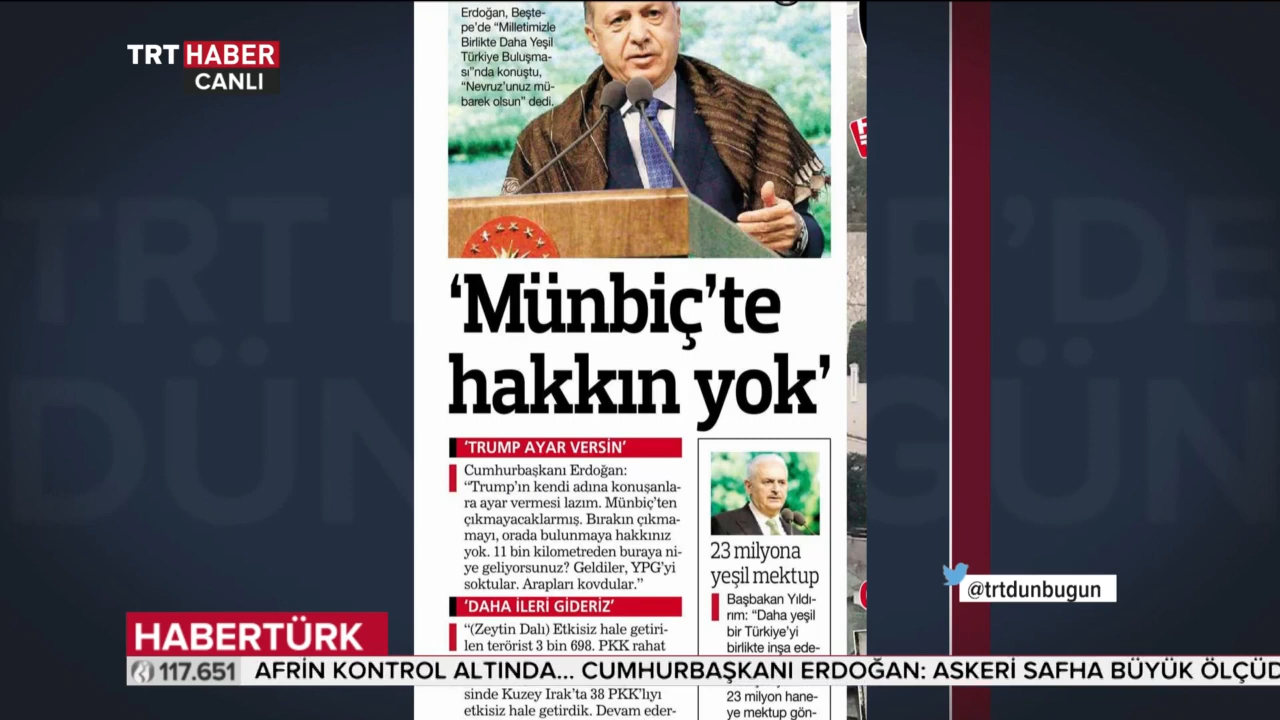 TRT HABER
CANLI
Erdoğan, Beşte-
pe’de “Milletimizle
Birlikte Daha Yeşil
Türkiye Buluşma-
sı”nda konuştu,
“Nevruz’unuz mü-
barek olsun” dedi.
‘Münbiç’te
hakkın yok’
‘TRUMP AYAR VERSİN’
Cumhurbaşkanı Erdoğan:
“Trump’ın kendi adına konuşanla-
ra ayar vermesi lazım. Münbiç’ten
çıkmayacaklarmış. Bırakın çıkma-
mayı, orada bulunmaya hakkınız
yok. 11 bin kilometreden buraya ni-
ye geliyorsunuz? Geldiler, YPG’yi
soktular. Arapları kovdular.”
‘DAHA İLERİ GİDERİZ’
“(Zeytin Dalı) Etkisiz hale getiri-
len terörist 3 bin 698. PKK rahat
sinde Kuzey Irak’ta 38 PKK’lıyı
etkisiz hale getirdik. Devam eder-
23 milyona
yeşil mektup
Başbakan Yıldı-
rım: “Daha yeşil
bir Türkiye’yi
birlikte inşa ede-
23 milyon hane-
ye mektup gön-
@trtdunbugun
HABERTÜRK
117.651 AFRİN KONTROL ALTINDA... CUMHURBAŞKANI ERDOĞAN: ASKERİ SAFHA BÜYÜK ÖLÇÜD